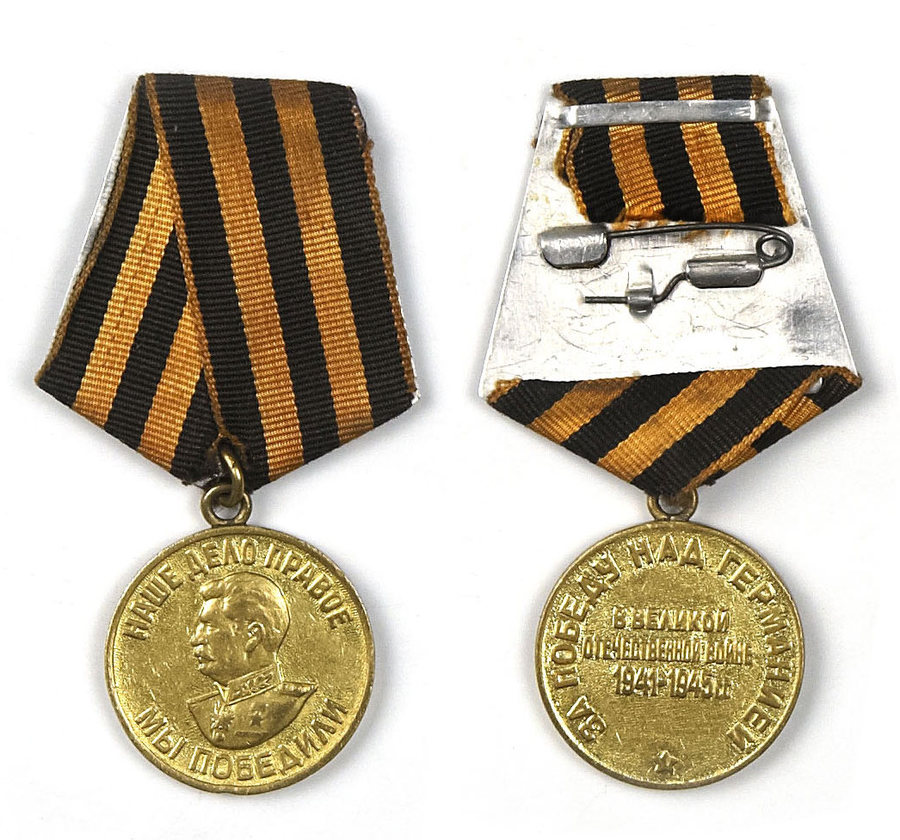 НАШЕ ДЕЛО ПРАВОЕ
МЫ ПОБЕДИЛИ
ЗА ПОБЕДУ НАД ГЕРМАНИЕЙ
В ВЕЛИКОЙ
ОТЕЧЕСТВЕННОЙ ВОЙНЕ
1941-1945 гг